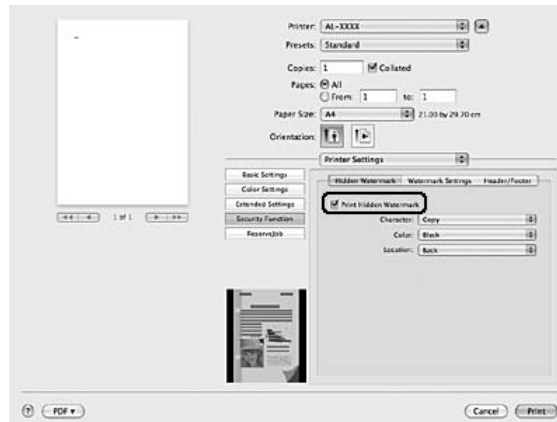 Printer: AL-XXXX
Presets: Standard
Copies: 1 Collated
Pages: All
From: 1 to: 1
Paper Size: A4 21.00 by 29.70 cm
Orientation:
Printer Settings
Basic Settings
Color Settings
Extended Settings
Security Function
ReserveJob
Hidden Watermark Watermark Settings Header/Footer
Print Hidden Watermark
Character: Copy
Color: Black
Location: Back
1 of 1
? PDF Cancel Print